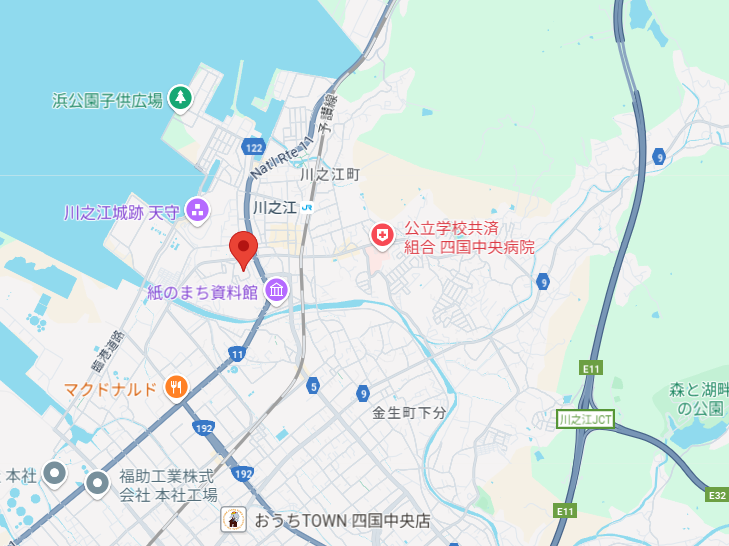 浜公園子供広場
予讃線
122
Nat'l Rte 11
川之江町
9
川之江城跡 天守
川之江
JR
公立学校共済
組合 四国中央病院
紙のまち資料館
9
臨港道路
11
E11
マクドナルド
5
9
森と湖畔
の公園
金生町下分
川之江JCT
192
本社
福助工業株式
会社 本社工場
192
E32
E11
おうちTOWN 四国中央店